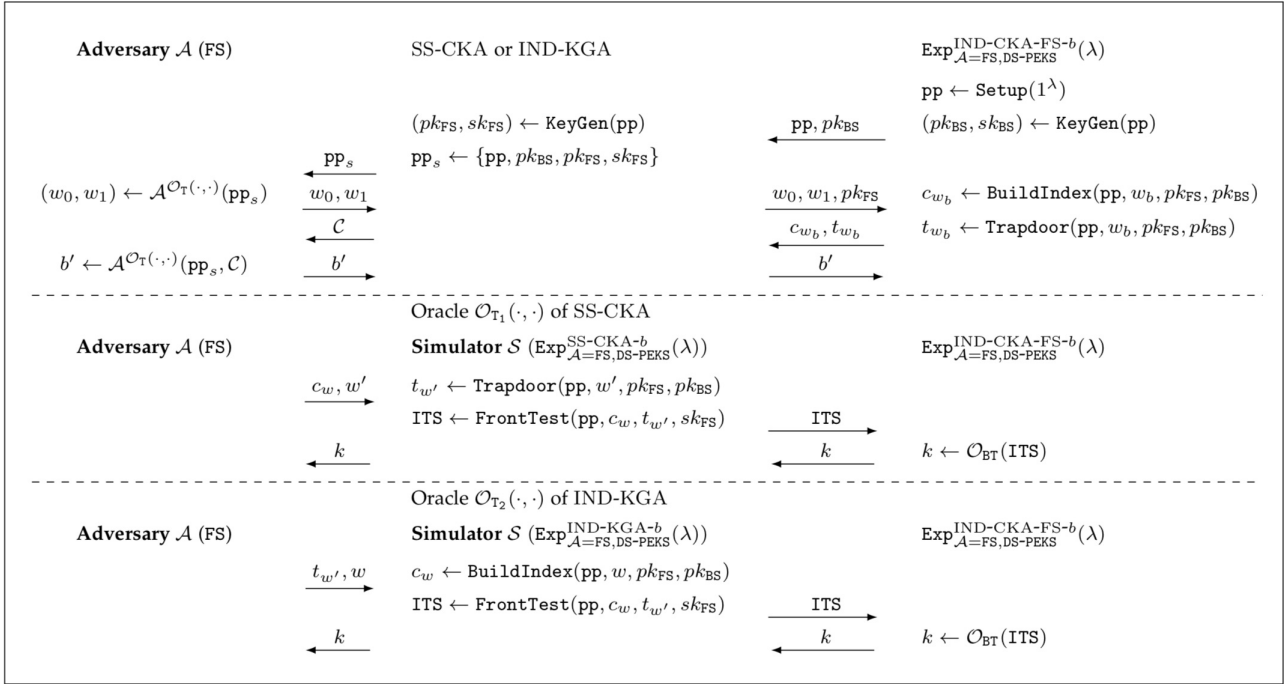 Adversary 𝒜 (FS) SS-CKA or IND-KGA Exp^{IND-CKA-FS-b}_{𝒜=FS,DS-PEKS}(λ)
pp ← Setup(1^λ)
(pk_FS, sk_FS) ← KeyGen(pp) pp, pk_BS (pk_BS, sk_BS) ← KeyGen(pp)
pp_s pp_s ← {pp, pk_BS, pk_FS, sk_FS}
(w_0, w_1) ← 𝒜^{𝒪_T(·,·)}(pp_s) w_0, w_1 w_0, w_1, pk_FS c_{w_b} ← BuildIndex(pp, w_b, pk_FS, pk_BS)
𝒞 c_{w_b}, t_{w_b} t_{w_b} ← Trapdoor(pp, w_b, pk_FS, pk_BS)
b′ ← 𝒜^{𝒪_T(·,·)}(pp_s, 𝒞) b′ b′
Oracle 𝒪_{T_1}(·,·) of SS-CKA
Adversary 𝒜 (FS) Simulator 𝒮 (Exp^{SS-CKA-b}_{𝒜=FS,DS-PEKS}(λ)) Exp^{IND-CKA-FS-b}_{𝒜=FS,DS-PEKS}(λ)
c_w, w′ t_{w′} ← Trapdoor(pp, w′, pk_FS, pk_BS)
ITS ← FrontTest(pp, c_w, t_{w′}, sk_FS) ITS
k k k ← 𝒪_BT(ITS)
Oracle 𝒪_{T_2}(·,·) of IND-KGA
Adversary 𝒜 (FS) Simulator 𝒮 (Exp^{IND-KGA-b}_{𝒜=FS,DS-PEKS}(λ)) Exp^{IND-CKA-FS-b}_{𝒜=FS,DS-PEKS}(λ)
t_{w′}, w c_w ← BuildIndex(pp, w, pk_FS, pk_BS)
ITS ← FrontTest(pp, c_w, t_{w′}, sk_FS) ITS
k k k ← 𝒪_BT(ITS)